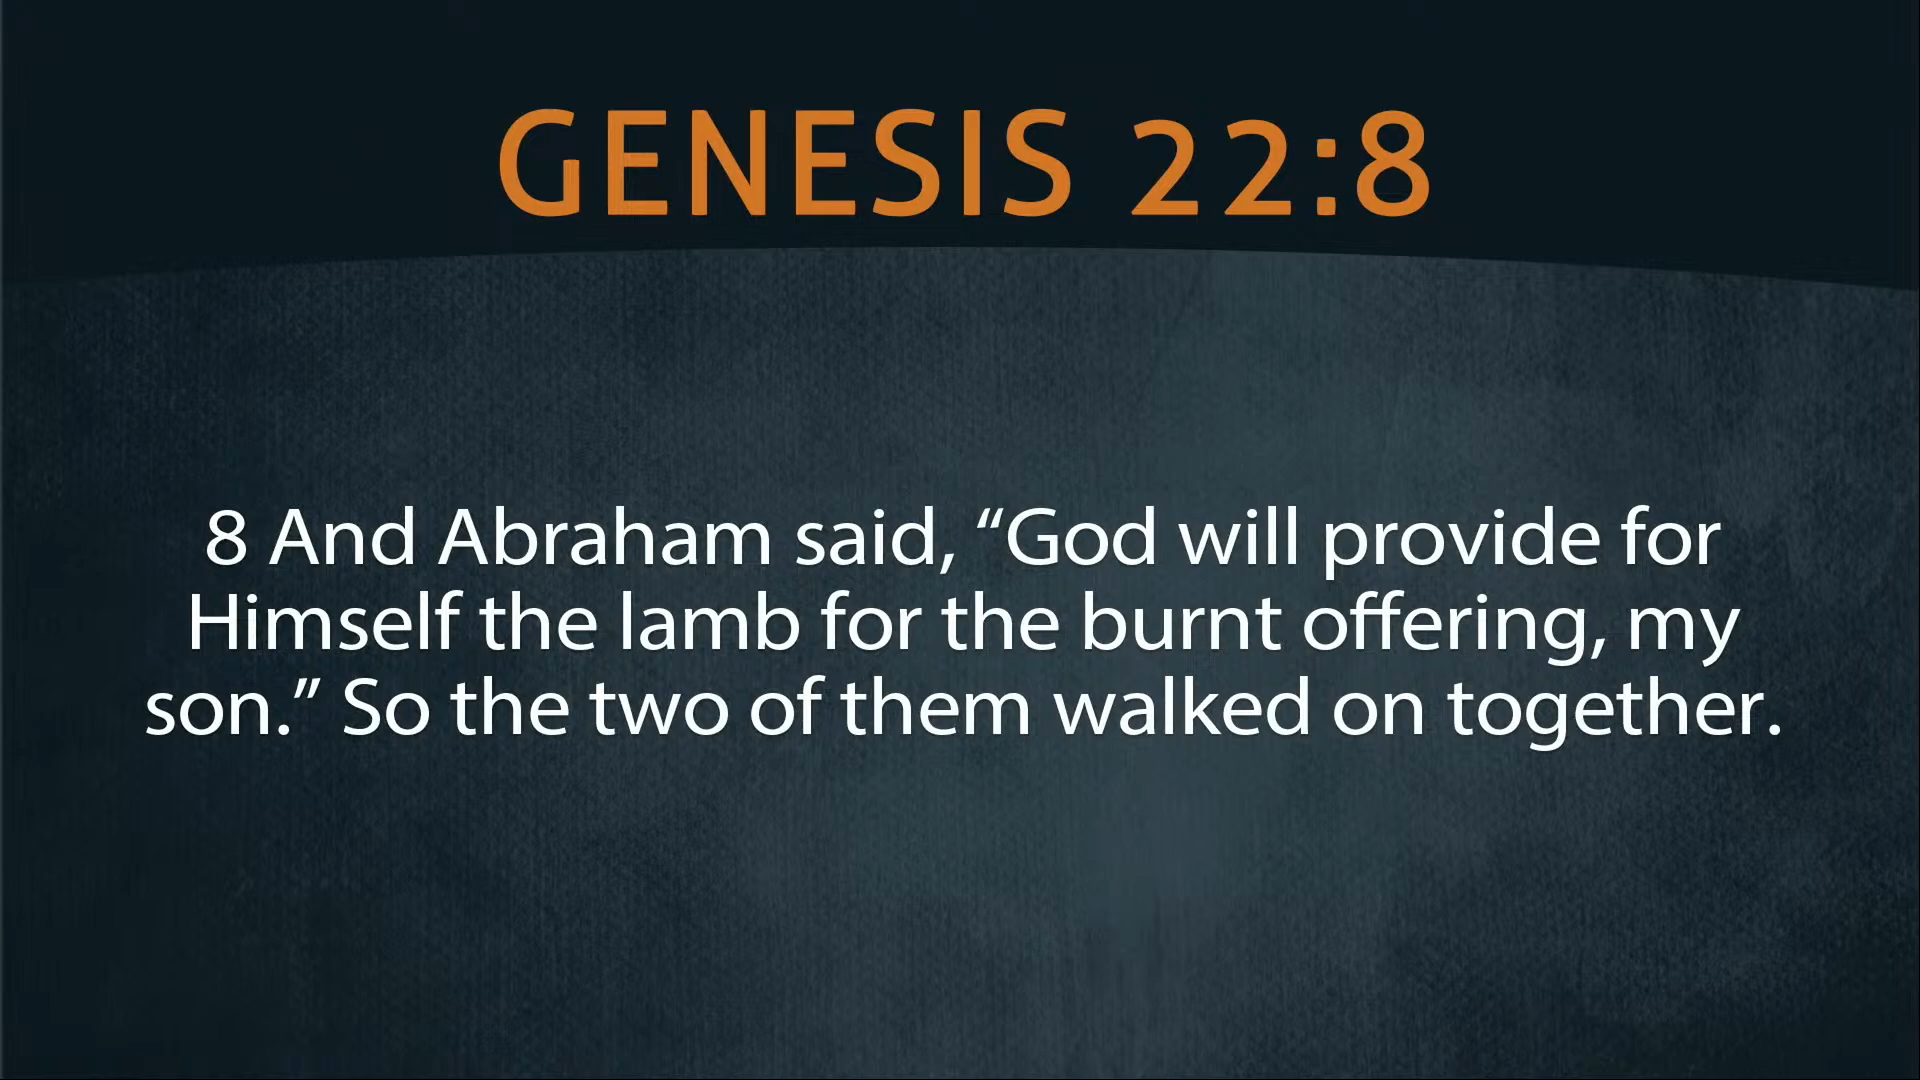 GENESIS 22:8
8 And Abraham said, “God will provide for
Himself the lamb for the burnt offering, my
son.” So the two of them walked on together.